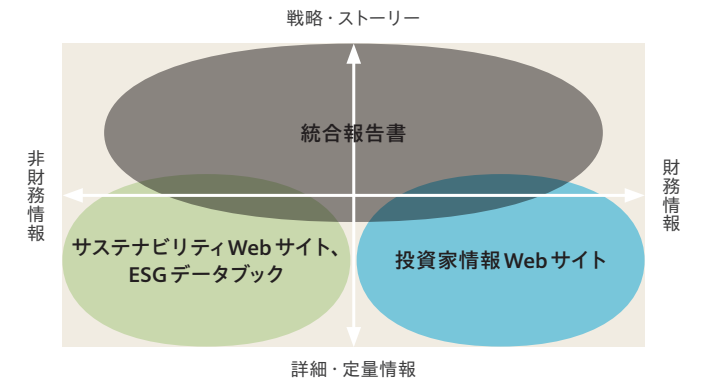 戦略・ストーリー
統合報告書
非財務情報
財務情報
サステナビリティWebサイト、
ESGデータブック
投資家情報Webサイト
詳細・定量情報